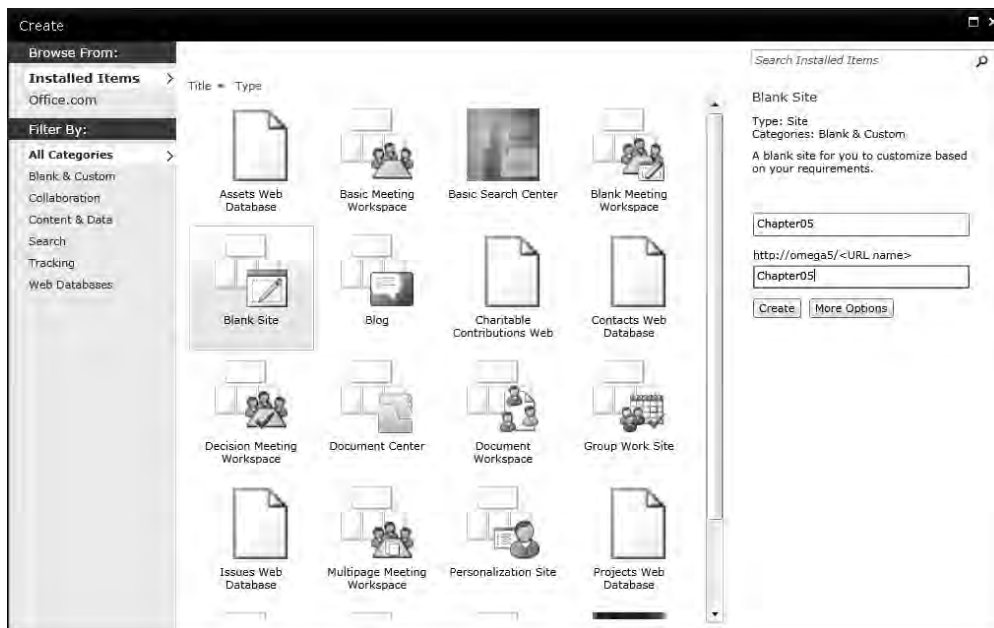 Create
Browse From:
Installed Items
Office.com
Filter By:
All Categories
Blank & Custom
Collaboration
Content & Data
Search
Tracking
Web Databases
Title Type
Assets Web
Database
Basic Meeting
Workspace
Basic Search Center
Blank Meeting
Workspace
Blank Site
Blog
Charitable
Contributions Web
Contacts Web
Database
Decision Meeting
Workspace
Document Center
Document
Workspace
Group Work Site
Issues Web
Database
Multipage Meeting
Workspace
Personalization Site
Projects Web
Database
Search Installed Items
Blank Site
Type: Site
Categories: Blank & Custom
A blank site for you to customize based
on your requirements.
Chapter05
http://omega5/<URL name>
Chapter05
Create More Options